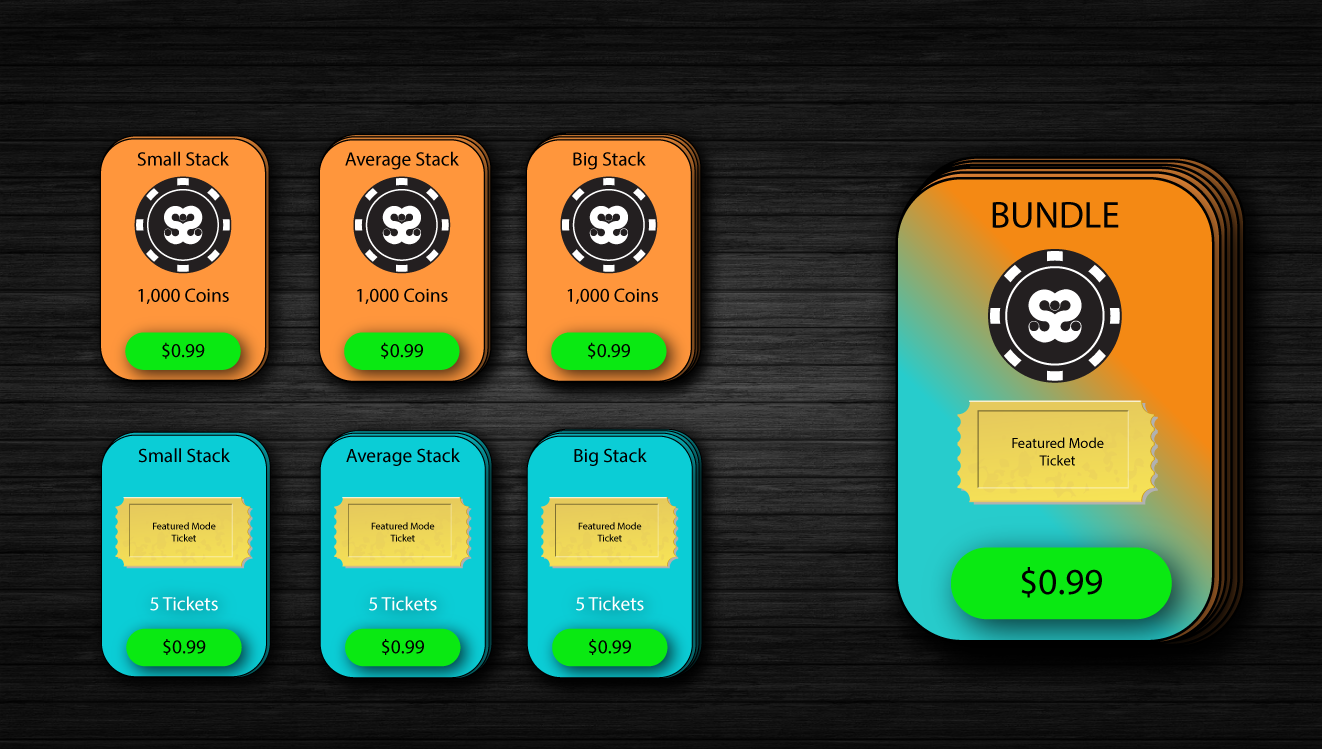 Small Stack
1,000 Coins
$0.99
Average Stack
1,000 Coins
$0.99
Big Stack
1,000 Coins
$0.99
Small Stack
Featured Mode
Ticket
5 Tickets
$0.99
Average Stack
Featured Mode
Ticket
5 Tickets
$0.99
Big Stack
Featured Mode
Ticket
5 Tickets
$0.99
BUNDLE
Featured Mode
Ticket
$0.99